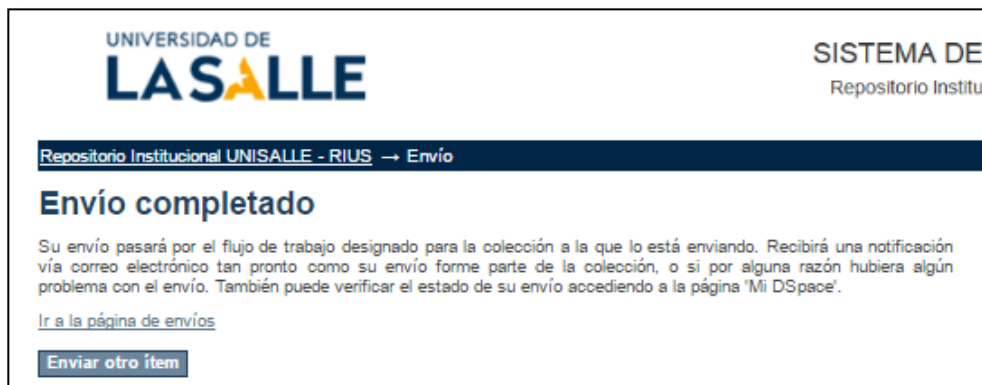 UNIVERSIDAD DE
LASALLE
SISTEMA DE
Repositorio Institu
Repositorio Institucional UNISALLE - RIUS → Envío
Envío completado
Su envío pasará por el flujo de trabajo designado para la colección a la que lo está enviando. Recibirá una notificación
vía correo electrónico tan pronto como su envío forme parte de la colección, o si por alguna razón hubiera algún
problema con el envío. También puede verificar el estado de su envío accediendo a la página 'Mi DSpace'.
Ir a la página de envíos
Enviar otro ítem